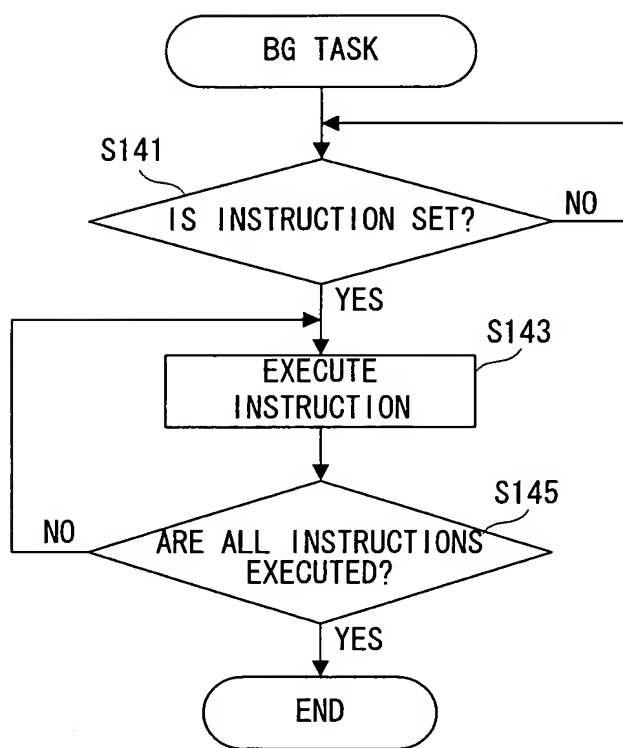 BG TASK
S141
IS INSTRUCTION SET?
NO
YES
S143
EXECUTE
INSTRUCTION
S145
NO
ARE ALL INSTRUCTIONS
EXECUTED?
YES
END